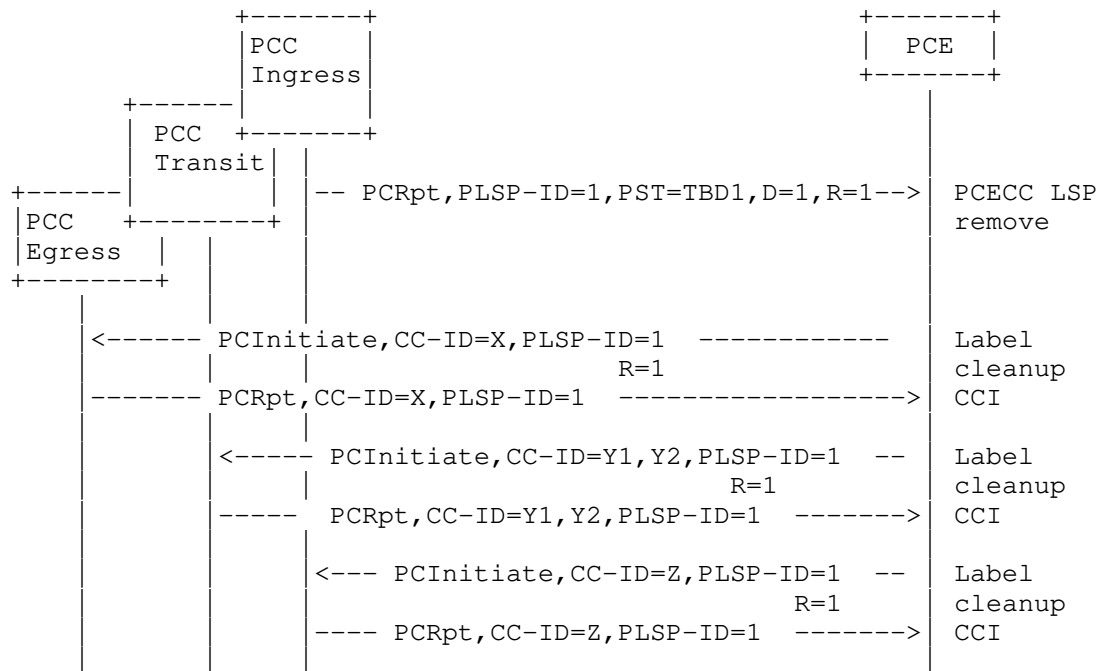 PCC
PCE
Ingress
PCC
Transit
PCRpt,PLSP-ID=1,PST=TBD1,D=1,R=1 PCECC LSP
PCC
remove
Egress
PCInitiate,CC-ID=X,PLSP-ID=1 Label
R=1 cleanup
PCRpt,CC-ID=X,PLSP-ID=1 CCI
PCInitiate,CC-ID=Y1,Y2,PLSP-ID=1 Label
R=1 cleanup
PCRpt,CC-ID=Y1,Y2,PLSP-ID=1 CCI
PCInitiate,CC-ID=Z,PLSP-ID=1 Label
R=1 cleanup
PCRpt,CC-ID=Z,PLSP-ID=1 CCI